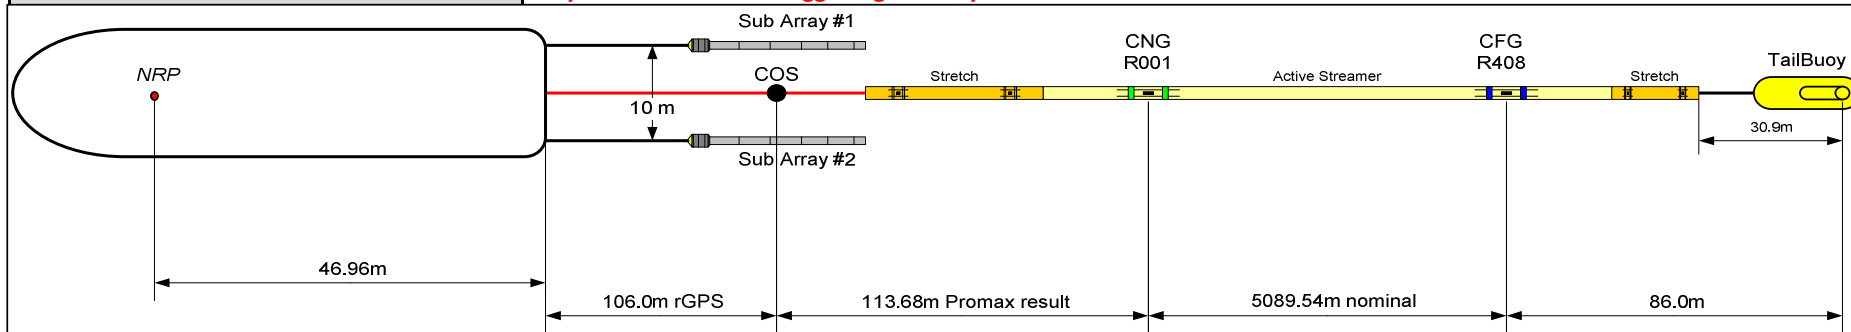 Sub Array #1
CNG
R001
CFG
R408
TailBuoy
NRP
COS
Stretch
Active Streamer
Stretch
10 m
30.9m
Sub Array #2
46.96m
106.0m rGPS
113.68m Promax result
5089.54m nominal
86.0m